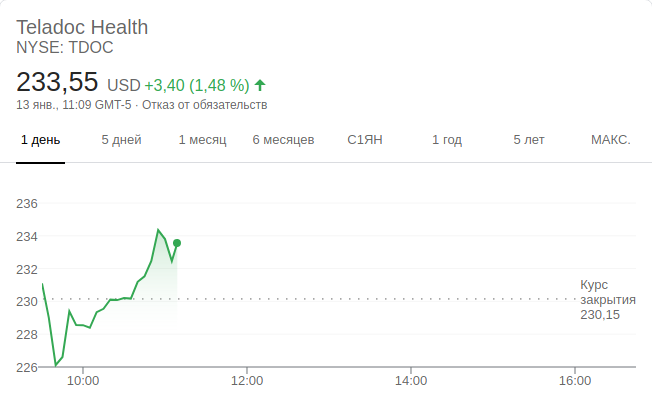 Teladoc Health
NYSE: TDOC
233,55 USD +3,40 (1,48 %)
13 янв., 11:09 GMT-5 · Отказ от обязательств
1 день 5 дней 1 месяц 6 месяцев С1ЯН 1 год 5 лет МАКС.
236
234
232
230
228
226
Курс
закрытия
230,15
10:00 12:00 14:00 16:00